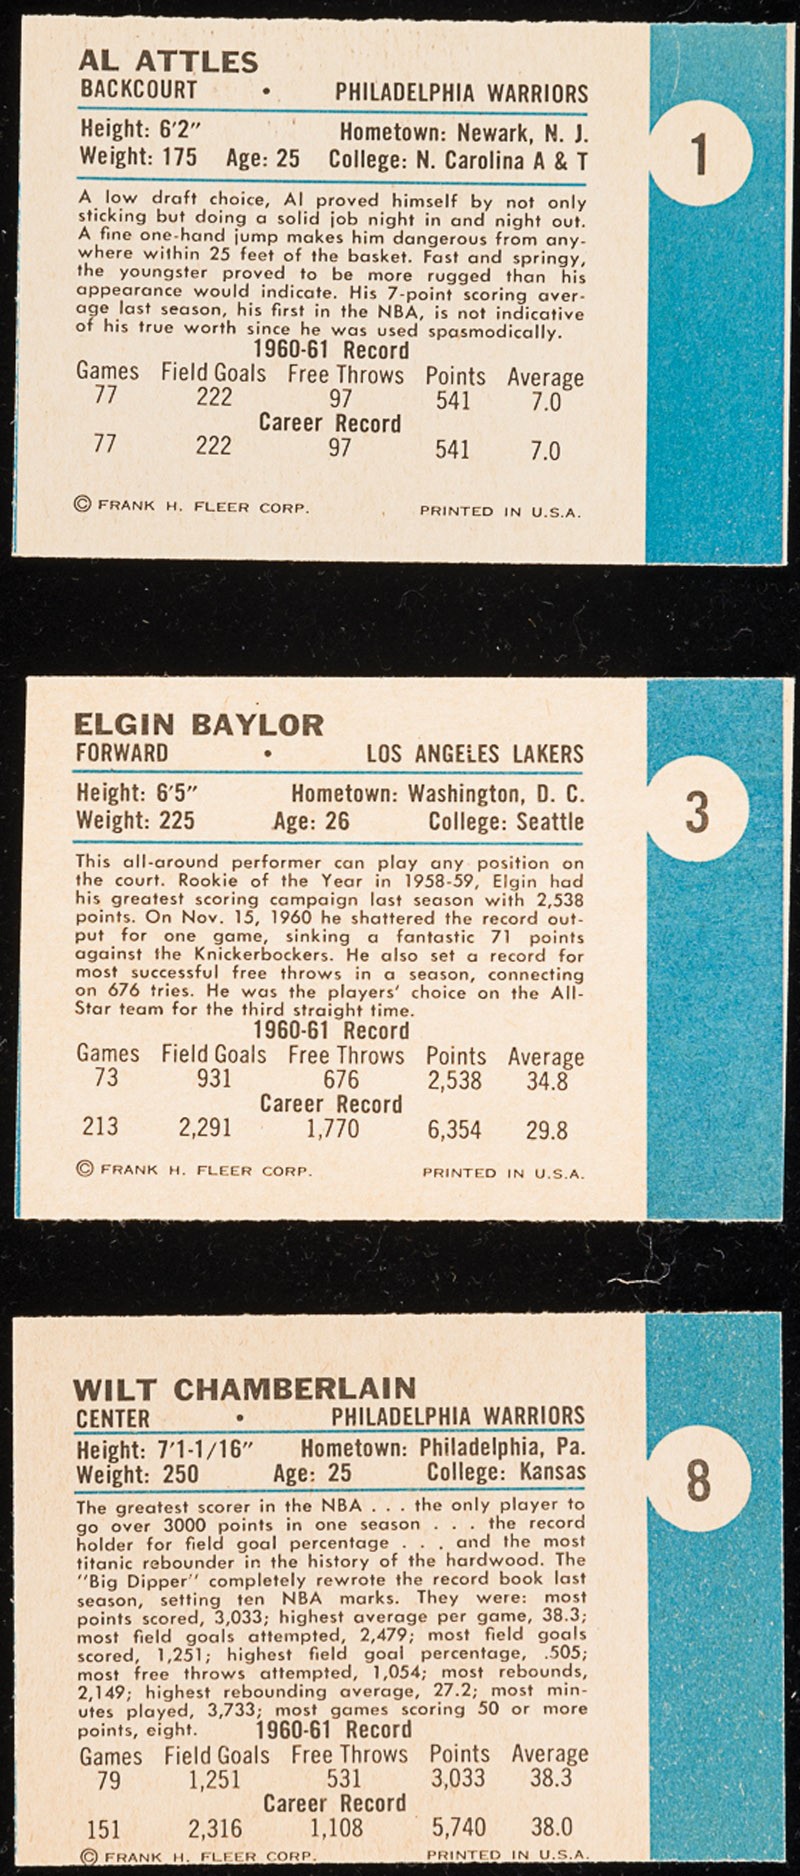 AL ATTLES
BACKCOURT • PHILADELPHIA WARRIORS
Height: 6'2" Hometown: Newark, N. J.
Weight: 175 Age: 25 College: N. Carolina A & T
1
A low draft choice, Al proved himself by not only
sticking but doing a solid job night in and night out.
A fine one-hand jump makes him dangerous from any-
where within 25 feet of the basket. Fast and springy,
the youngster proved to be more rugged than his
appearance would indicate. His 7-point scoring aver-
age last season, his first in the NBA, is not indicative
of his true worth since he was used spasmodically.
1960-61 Record
Games Field Goals Free Throws Points Average
77 222 97 541 7.0
Career Record
77 222 97 541 7.0
© FRANK H. FLEER CORP. PRINTED IN U.S.A.
ELGIN BAYLOR
FORWARD • LOS ANGELES LAKERS
Height: 6'5" Hometown: Washington, D. C.
Weight: 225 Age: 26 College: Seattle
3
This all-around performer can play any position on
the court. Rookie of the Year in 1958-59, Elgin had
his greatest scoring campaign last season with 2,538
points. On Nov. 15, 1960 he shattered the record out-
put for one game, sinking a fantastic 71 points
against the Knickerbockers. He also set a record for
most successful free throws in a season, connecting
on 676 tries. He was the players' choice on the All-
Star team for the third straight time.
1960-61 Record
Games Field Goals Free Throws Points Average
73 931 676 2,538 34.8
Career Record
213 2,291 1,770 6,354 29.8
© FRANK H. FLEER CORP. PRINTED IN U.S.A.
WILT CHAMBERLAIN
CENTER • PHILADELPHIA WARRIORS
Height: 7'1-1/16" Hometown: Philadelphia, Pa.
Weight: 250 Age: 25 College: Kansas
8
The greatest scorer in the NBA . . . the only player to
go over 3000 points in one season . . . the record
holder for field goal percentage . . . and the most
titanic rebounder in the history of the hardwood. The
"Big Dipper" completely rewrote the record book last
season, setting ten NBA marks. They were: most
points scored, 3,033; highest average per game, 38.3;
most field goals attempted, 2,479; most field goals
scored, 1,251; highest field goal percentage, .505;
most free throws attempted, 1,054; most rebounds,
2,149; highest rebounding average, 27.2; most min-
utes played, 3,733; most games scoring 50 or more
points, eight. 1960-61 Record
Games Field Goals Free Throws Points Average
79 1,251 531 3,033 38.3
Career Record
151 2,316 1,108 5,740 38.0
© FRANK H. FLEER CORP. PRINTED IN U.S.A.